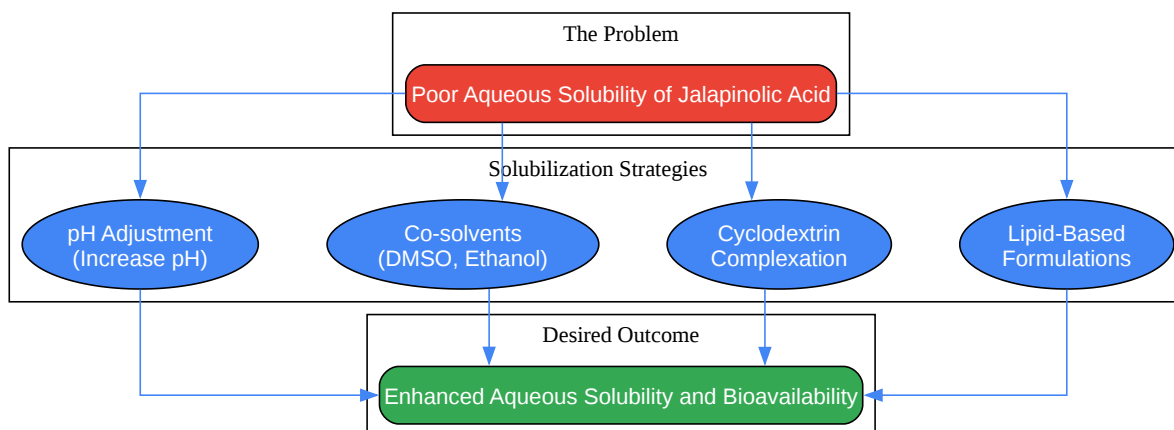 The Problem
Poor Aqueous Solubility of Jalapinolic Acid
Solubilization Strategies
pH Adjustment
(Increase pH)
Co-solvents
(DMSO, Ethanol)
Cyclodextrin
Complexation
Lipid-Based
Formulations
Desired Outcome
Enhanced Aqueous Solubility and Bioavailability